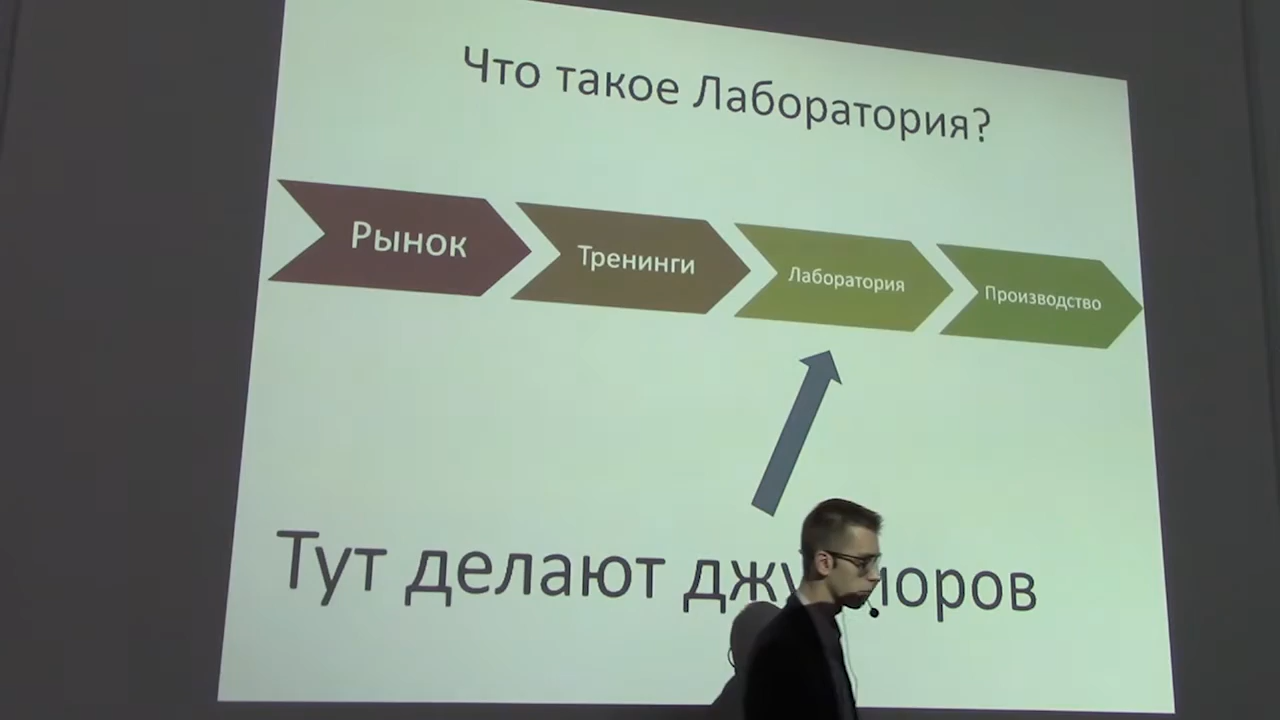 Что такое Лаборатория?
Рынок
Тренинги
Лаборатория
Производство
Тут делают